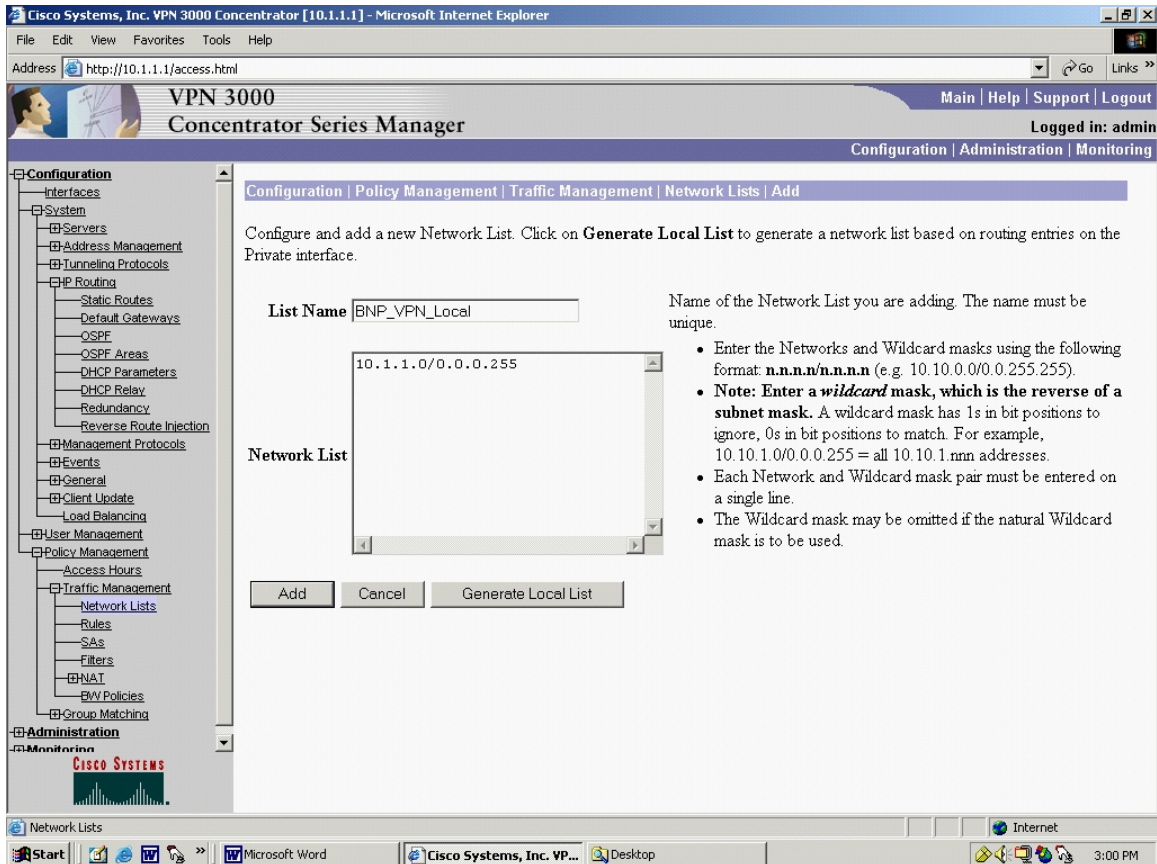 Cisco Systems, Inc. VPN 3000 Concentrator [10.1.1.1] - Microsoft Internet Explorer
File Edit View Favorites Tools Help
Address http://10.1.1.1/access.html Go Links »
VPN 3000
Concentrator Series Manager
Main | Help | Support | Logout
Logged in: admin
Configuration | Administration | Monitoring
Configuration
Interfaces
System
Servers
Address Management
Tunneling Protocols
IP Routing
Static Routes
Default Gateways
OSPF
OSPF Areas
DHCP Parameters
DHCP Relay
Redundancy
Reverse Route Injection
Management Protocols
Events
General
Client Update
Load Balancing
User Management
Policy Management
Access Hours
Traffic Management
Network Lists
Rules
SAs
Filters
NAT
BW Policies
Group Matching
Administration
Monitoring
CISCO SYSTEMS
Configuration | Policy Management | Traffic Management | Network Lists | Add
Configure and add a new Network List. Click on Generate Local List to generate a network list based on routing entries on the
Private interface.
List Name BNP_VPN_Local
Network List
10.1.1.0/0.0.0.255
Name of the Network List you are adding. The name must be
unique.
• Enter the Networks and Wildcard masks using the following
format: n.n.n.n/n.n.n.n (e.g. 10.10.0.0/0.0.255.255).
• Note: Enter a wildcard mask, which is the reverse of a
subnet mask. A wildcard mask has 1s in bit positions to
ignore, 0s in bit positions to match. For example,
10.10.1.0/0.0.0.255 = all 10.10.1.nnn addresses.
• Each Network and Wildcard mask pair must be entered on
a single line.
• The Wildcard mask may be omitted if the natural Wildcard
mask is to be used.
Add Cancel Generate Local List
Network Lists Internet
Start » Microsoft Word Cisco Systems, Inc. VP... Desktop 3:00 PM